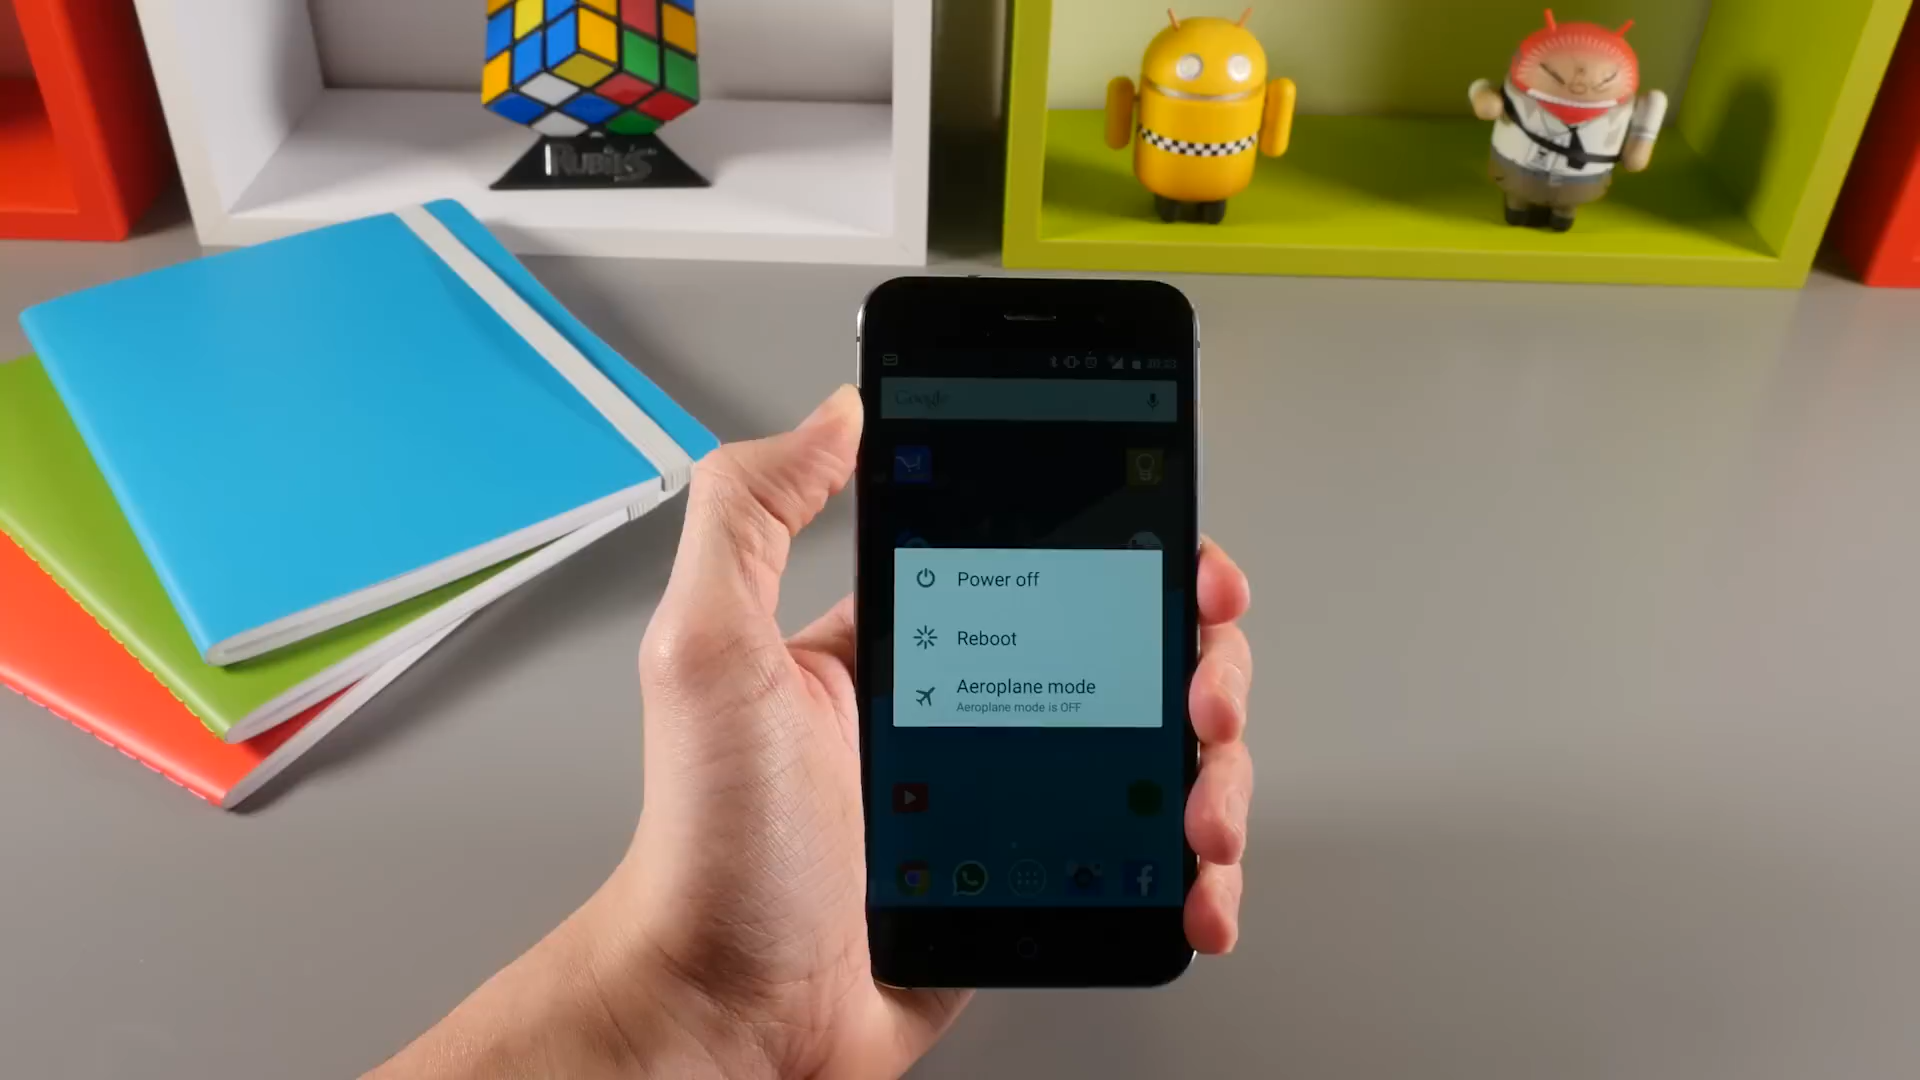 RUBIK'S
Google
Power off
Reboot
Aeroplane mode
Aeroplane mode is OFF